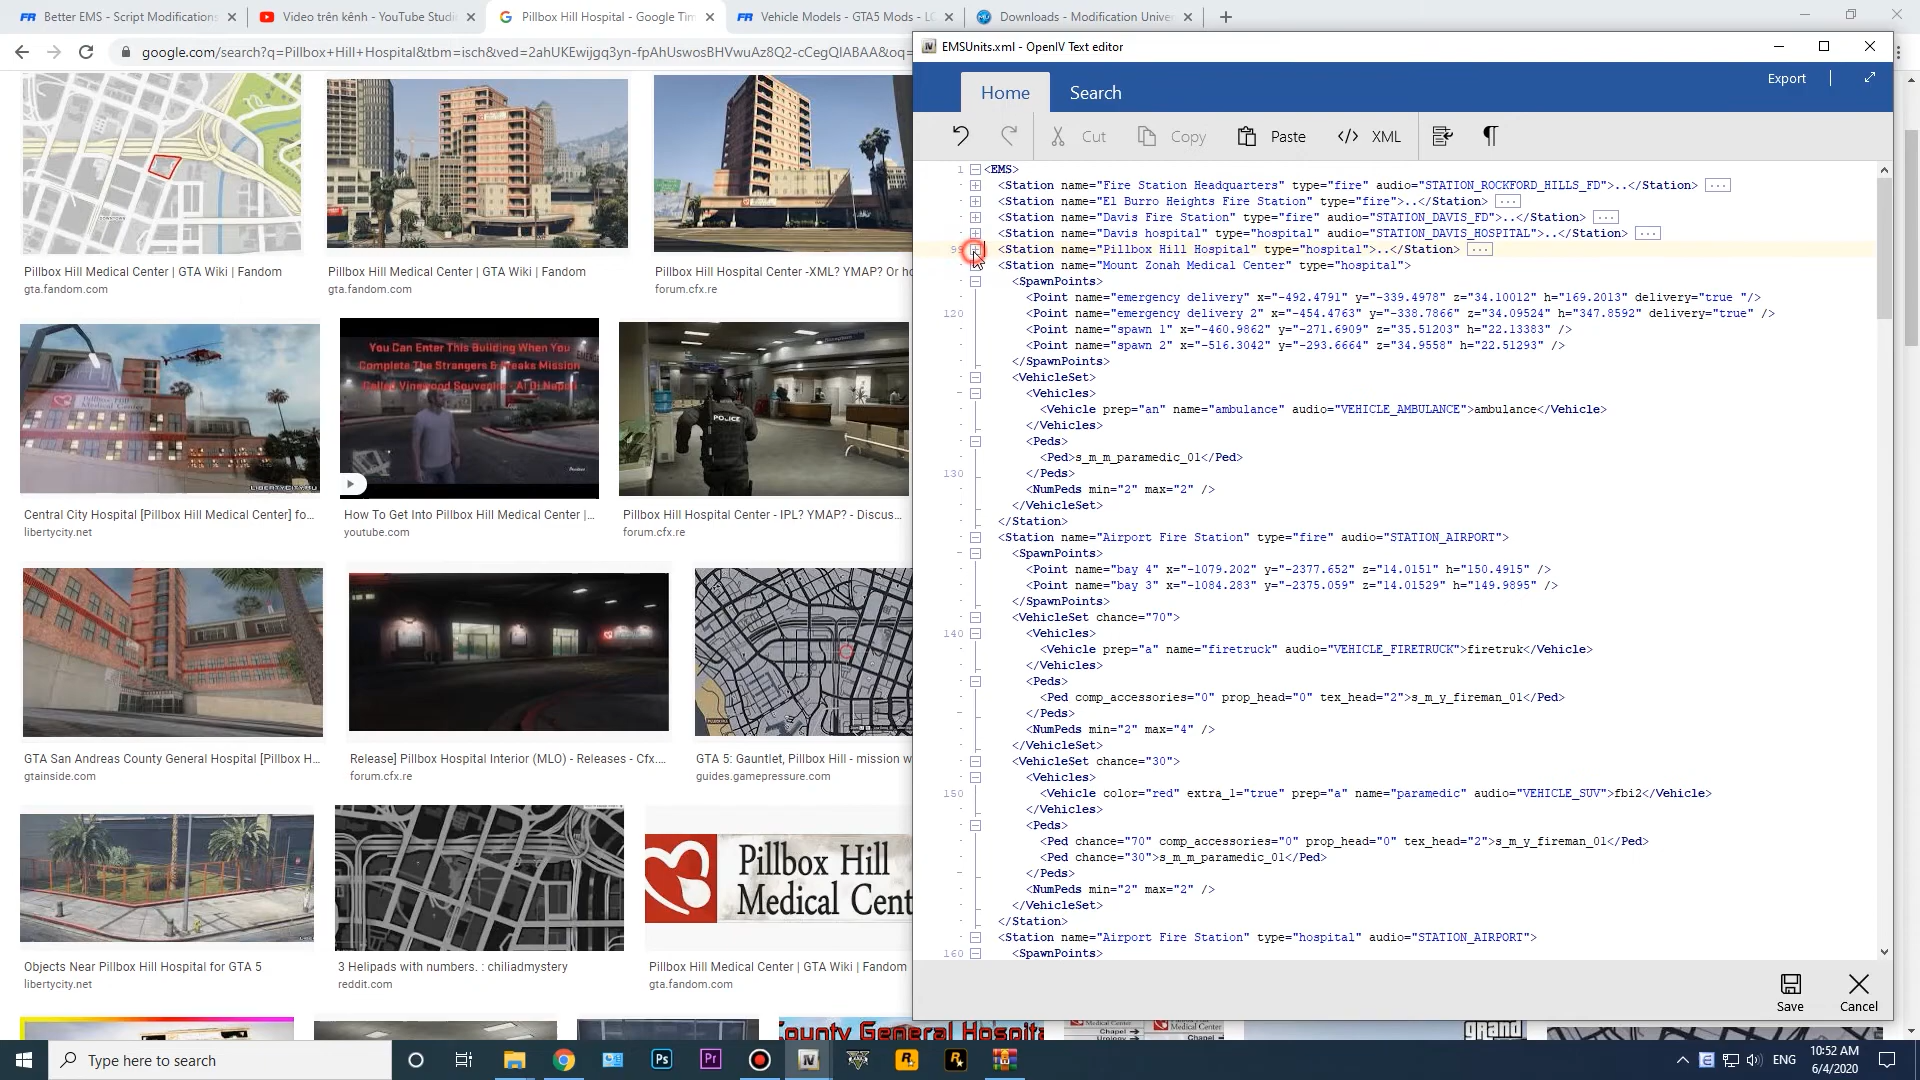 Better EMS - Script Modifications
Video trên kênh - YouTube Studi
Pillbox Hill Hospital - Google Tìm
Vehicle Models - GTA5 Mods - LC
Downloads - Modification Unive
google.com/search?q=Pillbox+Hill+Hospital&tbm=isch&ved=2ahUKEwijgq3yn-fpAhUswosBHVwuAz8Q2-cCegQIABAA&oq=
EMSUnits.xml - OpenIV Text editor
Export
Home
Search
Cut
Copy
Paste
XML
1 <EMS>
<Station name="Fire Station Headquarters" type="fire" audio="STATION_ROCKFORD_HILLS_FD">..</Station> ...
<Station name="El Burro Heights Fire Station" type="fire">..</Station> ...
<Station name="Davis Fire Station" type="fire" audio="STATION_DAVIS_FD">..</Station> ...
<Station name="Davis hospital" type="hospital" audio="STATION_DAVIS_HOSPITAL">..</Station> ...
<Station name="Pillbox Hill Hospital" type="hospital">..</Station> ...
<Station name="Mount Zonah Medical Center" type="hospital">
<SpawnPoints>
<Point name="emergency delivery" x="-492.4791" y="-339.4978" z="34.10012" h="169.2013" delivery="true "/>
120 <Point name="emergency delivery 2" x="-454.4763" y="-338.7866" z="34.09524" h="347.8592" delivery="true" />
<Point name="spawn 1" x="-460.9862" y="-271.6909" z="35.51203" h="22.13383" />
<Point name="spawn 2" x="-516.3042" y="-293.6664" z="34.9558" h="22.51293" />
</SpawnPoints>
<VehicleSet>
<Vehicles>
<Vehicle prep="an" name="ambulance" audio="VEHICLE_AMBULANCE">ambulance</Vehicle>
</Vehicles>
<Peds>
<Ped>s_m_m_paramedic_01</Ped>
130 </Peds>
<NumPeds min="2" max="2" />
</VehicleSet>
</Station>
<Station name="Airport Fire Station" type="fire" audio="STATION_AIRPORT">
<SpawnPoints>
<Point name="bay 4" x="-1079.202" y="-2377.652" z="14.0151" h="150.4915" />
<Point name="bay 3" x="-1084.283" y="-2375.059" z="14.01529" h="149.9895" />
</SpawnPoints>
<VehicleSet chance="70">
140 <Vehicles>
<Vehicle prep="a" name="firetruck" audio="VEHICLE_FIRETRUCK">firetruk</Vehicle>
</Vehicles>
<Peds>
<Ped comp_accessories="0" prop_head="0" tex_head="2">s_m_y_fireman_01</Ped>
</Peds>
<NumPeds min="2" max="4" />
</VehicleSet>
<VehicleSet chance="30">
<Vehicles>
150 <Vehicle color="red" extra_1="true" prep="a" name="paramedic" audio="VEHICLE_SUV">fbi2</Vehicle>
</Vehicles>
<Peds>
<Ped chance="70" comp_accessories="0" prop_head="0" tex_head="2">s_m_y_fireman_01</Ped>
<Ped chance="30">s_m_m_paramedic_01</Ped>
</Peds>
<NumPeds min="2" max="2" />
</VehicleSet>
</Station>
<Station name="Airport Fire Station" type="hospital" audio="STATION_AIRPORT">
160 <SpawnPoints>
Save
Cancel
Pillbox Hill Medical Center | GTA Wiki | Fandom
gta.fandom.com
Pillbox Hill Medical Center | GTA Wiki | Fandom
gta.fandom.com
Pillbox Hill Hospital Center -XML? YMAP? Or ho
forum.cfx.re
You Can Enter This Building When You
Complete The Strangers & Freaks Mission
Called Vinewood Souvenirs - Al Di Napoli
POLICE
LIBERTYCITY.RU
Central City Hospital [Pillbox Hill Medical Center] fo...
libertycity.net
How To Get Into Pillbox Hill Medical Center |...
youtube.com
Pillbox Hill Hospital Center - IPL? YMAP? - Discus...
forum.cfx.re
GTA San Andreas County General Hospital [Pillbox H...
gtainside.com
Release] Pillbox Hospital Interior (MLO) - Releases - Cfx....
forum.cfx.re
GTA 5: Gauntlet, Pillbox Hill - mission w
guides.gamepressure.com
Pillbox Hill
Medical Cent
Objects Near Pillbox Hill Hospital for GTA 5
libertycity.net
3 Helipads with numbers. : chiliadmystery
reddit.com
Pillbox Hill Medical Center | GTA Wiki | Fandom
gta.fandom.com
County General Hospita
grand
Type here to search
ENG
10:52 AM
6/4/2020